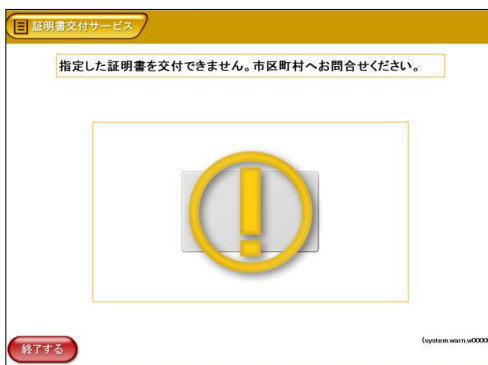 証明書交付サービス
指定した証明書を交付できません。市区町村へお問合せください。
終了する